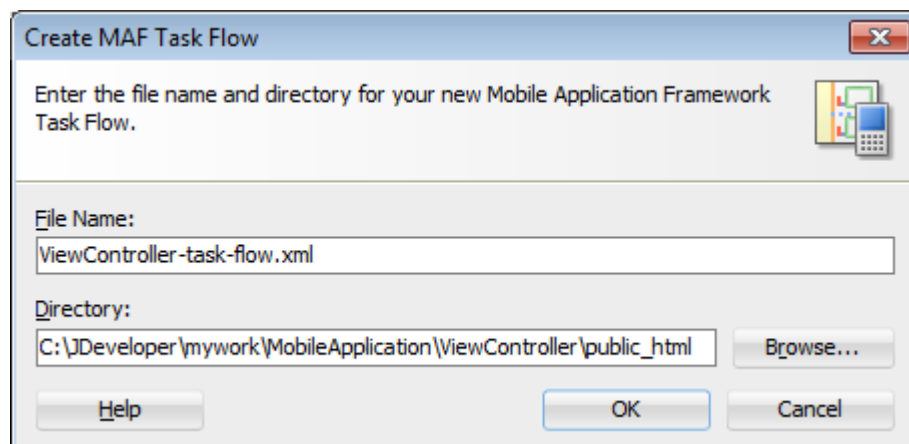 Create MAF Task Flow
Enter the file name and directory for your new Mobile Application Framework
Task Flow.
File Name:
ViewController-task-flow.xml
Directory:
C:\JDeveloper\mywork\MobileApplication\ViewController\public_html
Browse...
Help
OK
Cancel